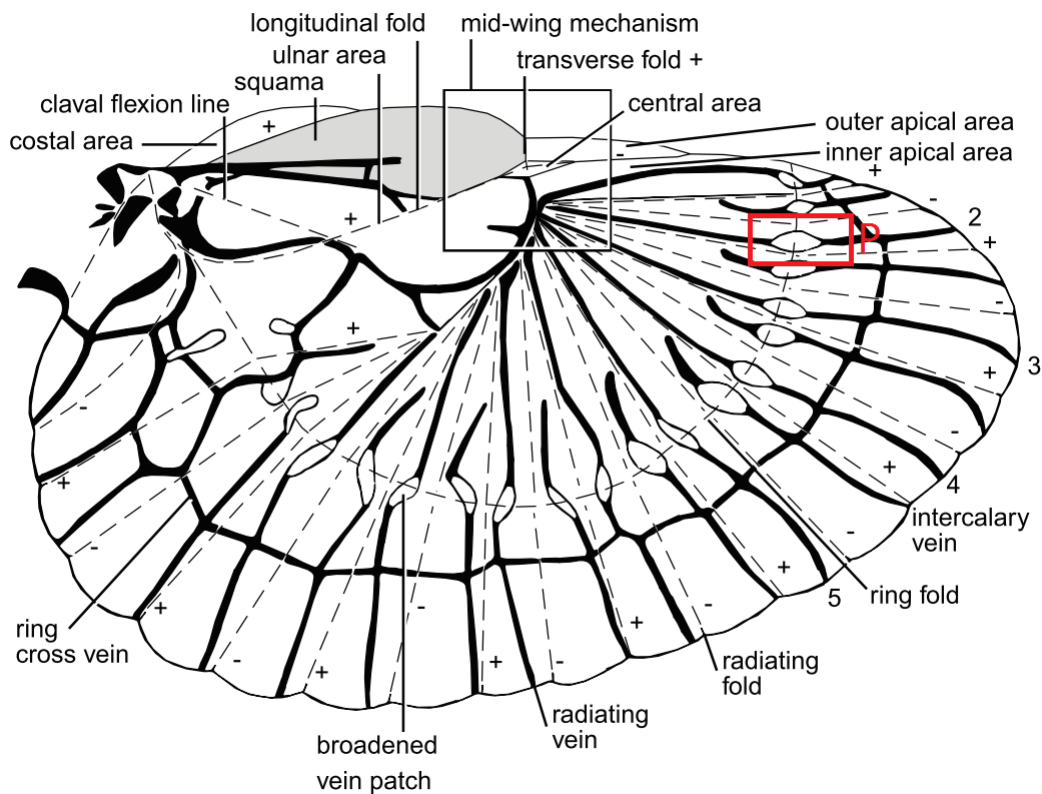 longitudinal fold
mid-wing mechanism
ulnar area
transverse fold +
squama
claval flexion line
central area
costal area
outer apical area
inner apical area
+
-
+
-
2
P
+
+
-
+
3
+
-
-
4
+
+
intercalary
vein
-
-
+
5
ring fold
-
+
-
+
ring
cross vein
-
+
+
-
radiating
fold
radiating
vein
broadened
vein patch